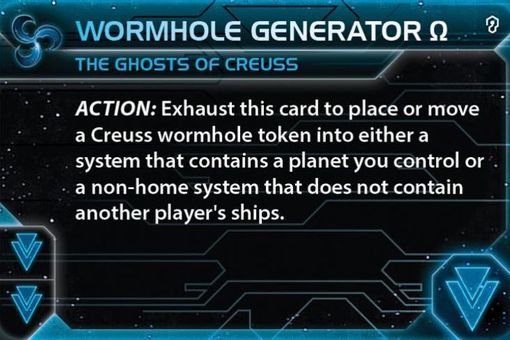 WORMHOLE GENERATOR Ω
THE GHOSTS OF CREUSS
ACTION: Exhaust this card to place or move
a Creuss wormhole token into either a
system that contains a planet you control or
a non-home system that does not contain
another player's ships.